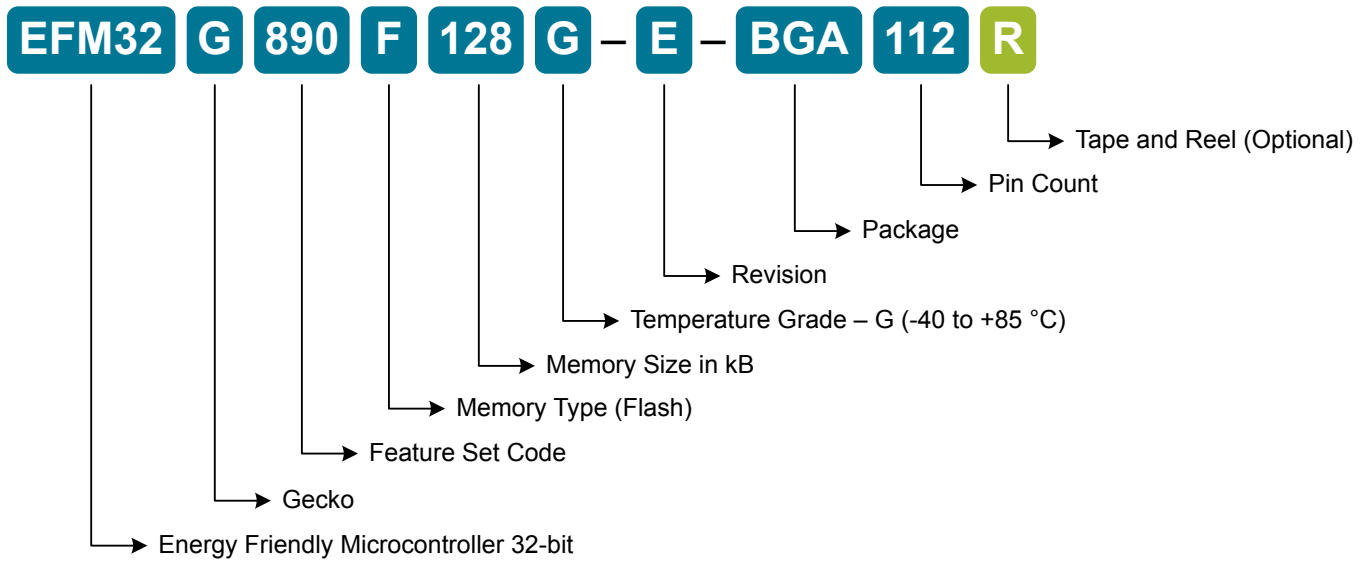 EFM32 G 890 F 128 G – E – BGA 112 R
Tape and Reel (Optional)
Pin Count
Package
Revision
Temperature Grade – G (-40 to +85 °C)
Memory Size in kB
Memory Type (Flash)
Feature Set Code
Gecko
Energy Friendly Microcontroller 32-bit